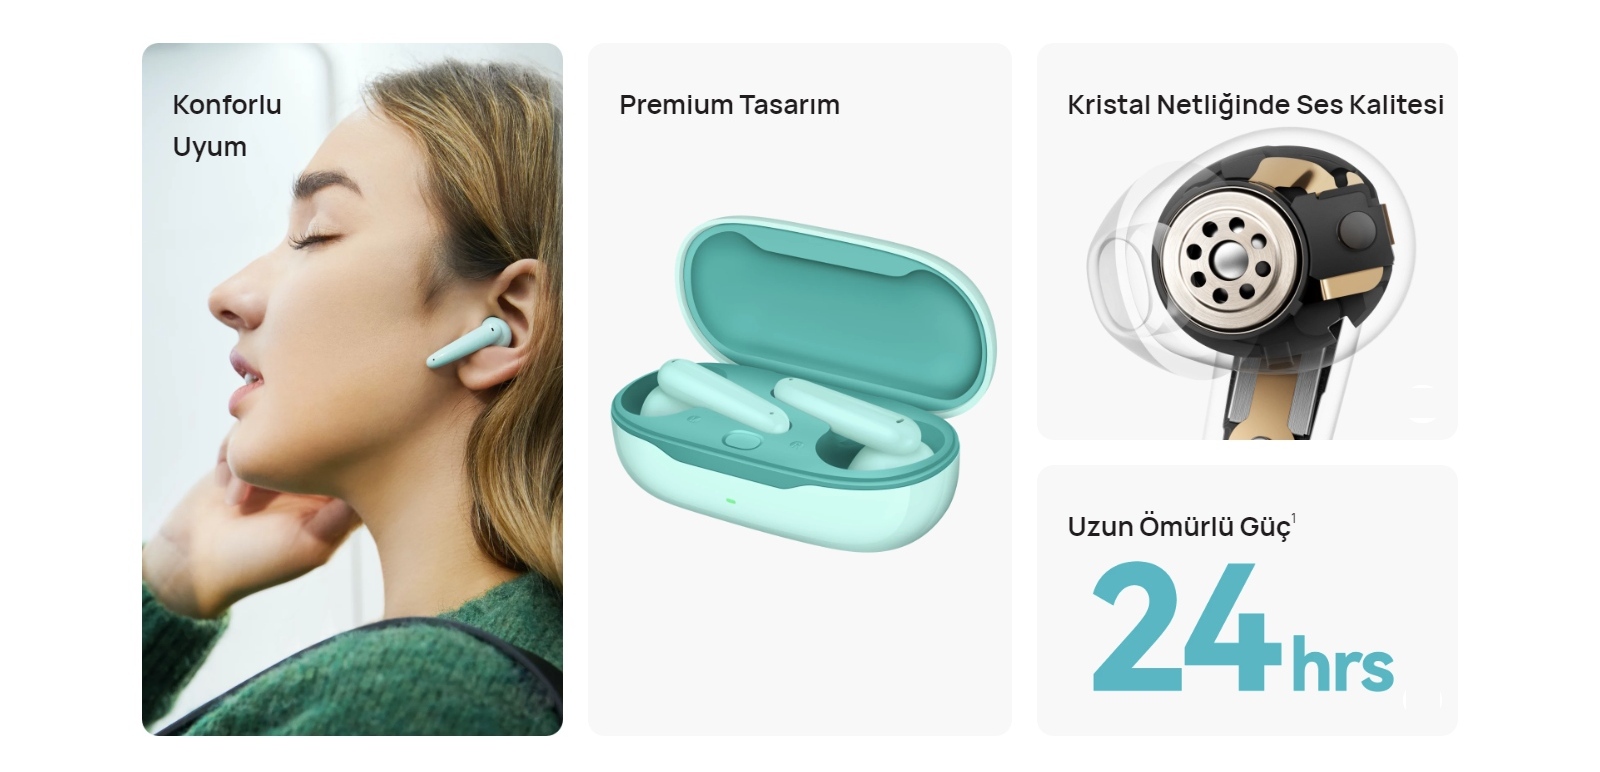 Konforlu
Uyum
Premium Tasarım
Kristal Netliğinde Ses Kalitesi
Uzun Ömürlü Güç¹
24hrs